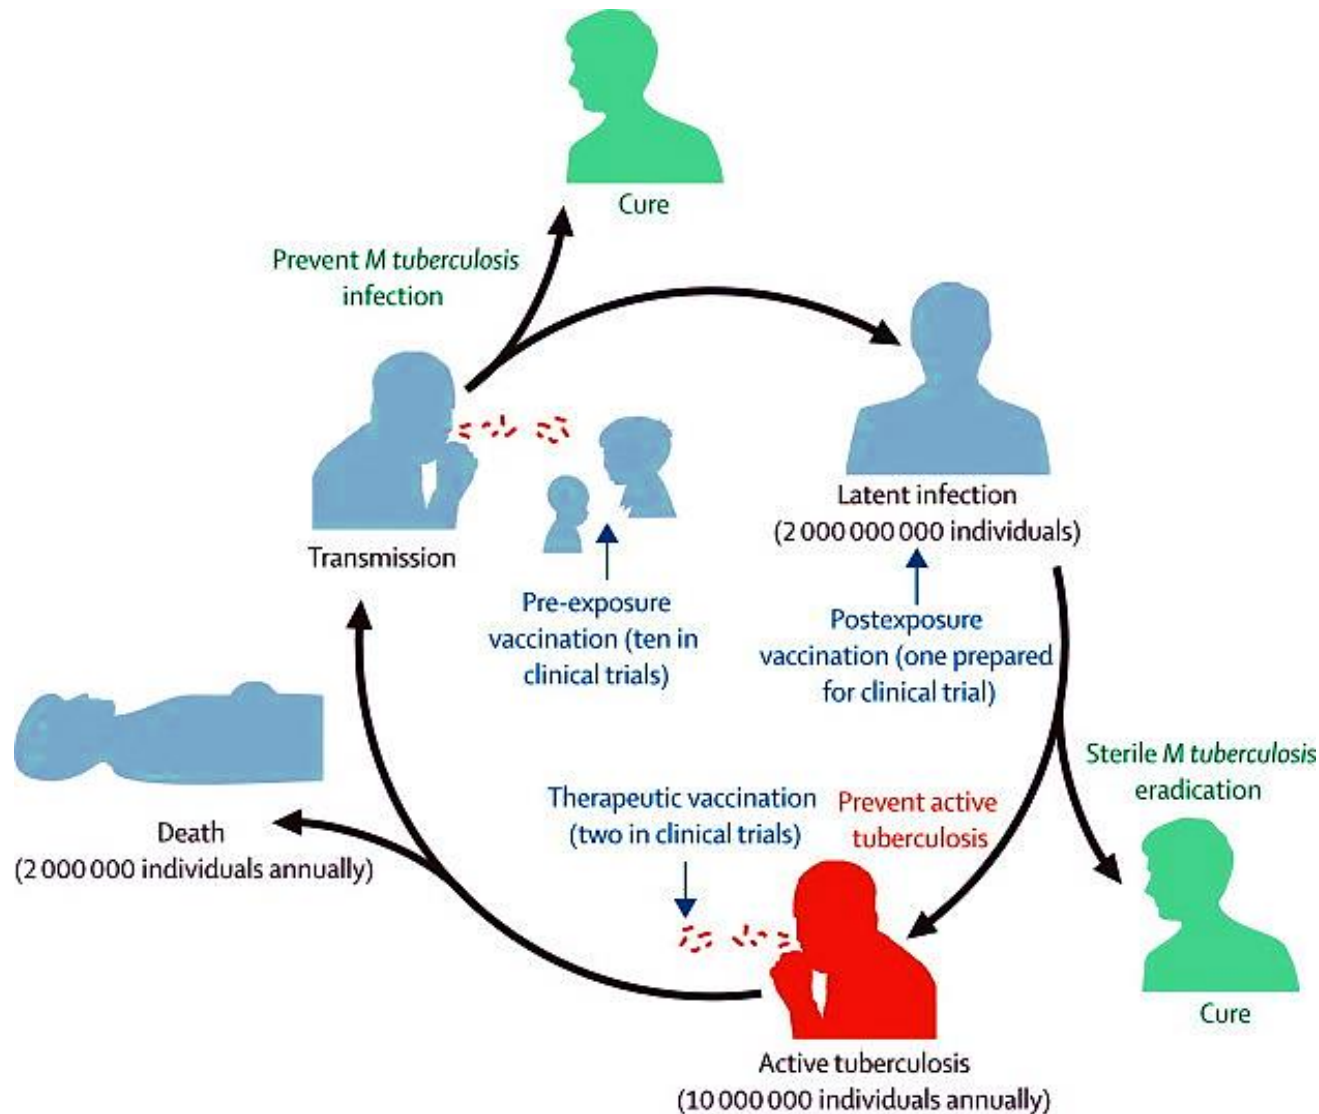 Cure
Prevent M tuberculosis
infection
Latent infection
(2 000 000 000 individuals)
Transmission
Pre-exposure
vaccination (ten in
clinical trials)
Postexposure
vaccination (one prepared
for clinical trial)
Sterile M tuberculosis
eradication
Therapeutic vaccination
(two in clinical trials)
Prevent active
tuberculosis
Death
(2 000 000 individuals annually)
Cure
Active tuberculosis
(10 000 000 individuals annually)